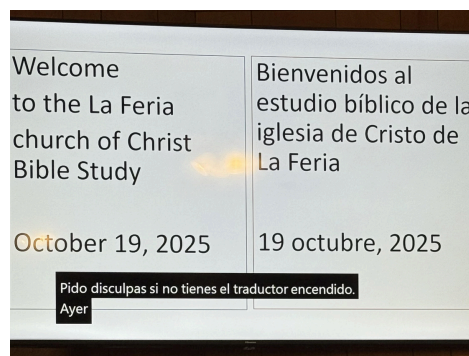 Welcome
to the La Feria
church of Christ
Bible Study
October 19, 2025
Bienvenidos al
estudio bíblico de la
iglesia de Cristo de
La Feria
19 octubre, 2025
Pido disculpas si no tienes el traductor encendido.
Ayer